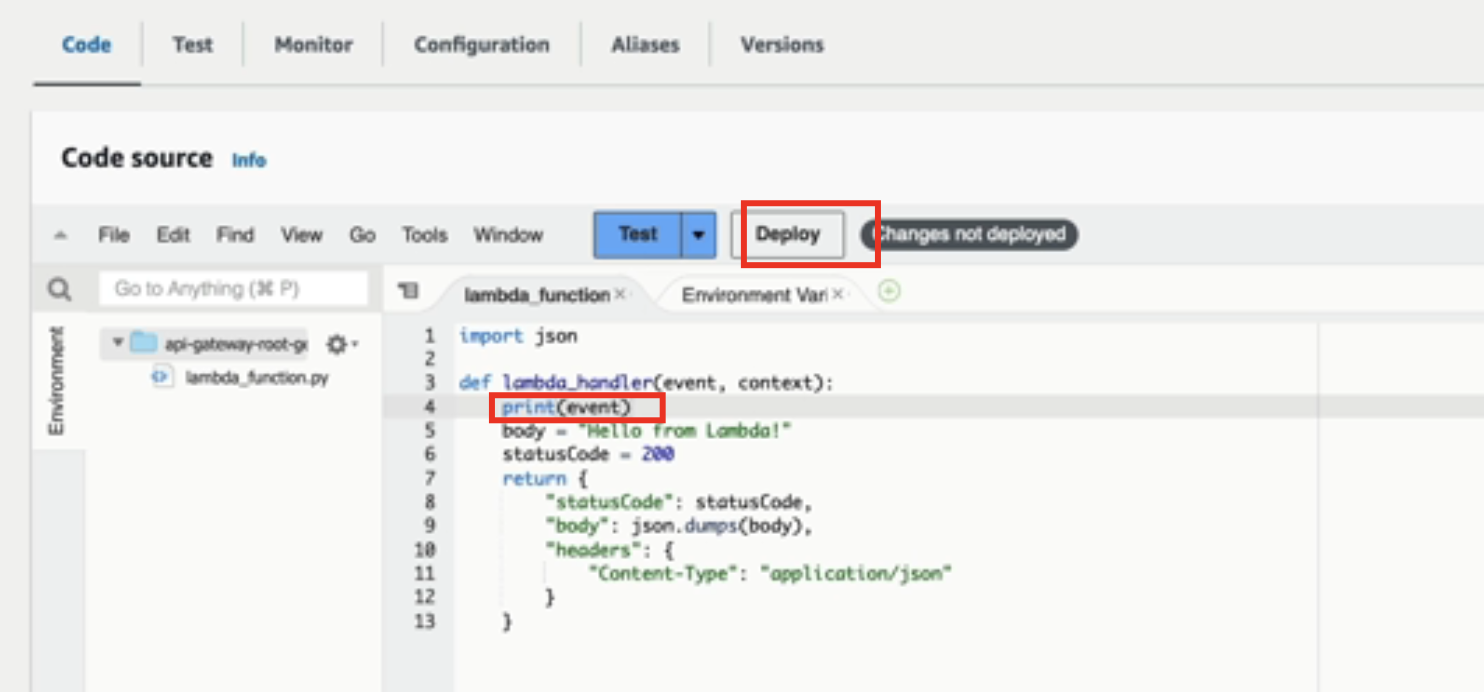 Code Test Monitor Configuration Aliases Versions
Code source Info
File Edit Find View Go Tools Window Test Deploy Changes not deployed
Go to Anything (⌘ P)
lambda_function × Environment Vari ×
Environment
api-gateway-root-ge
lambda_function.py
1 import json
2
3 def lambda_handler(event, context):
4     print(event)
5     body = "Hello from Lambda!"
6     statusCode = 200
7     return {
8         "statusCode": statusCode,
9         "body": json.dumps(body),
10         "headers": {
11             "Content-Type": "application/json"
12         }
13     }